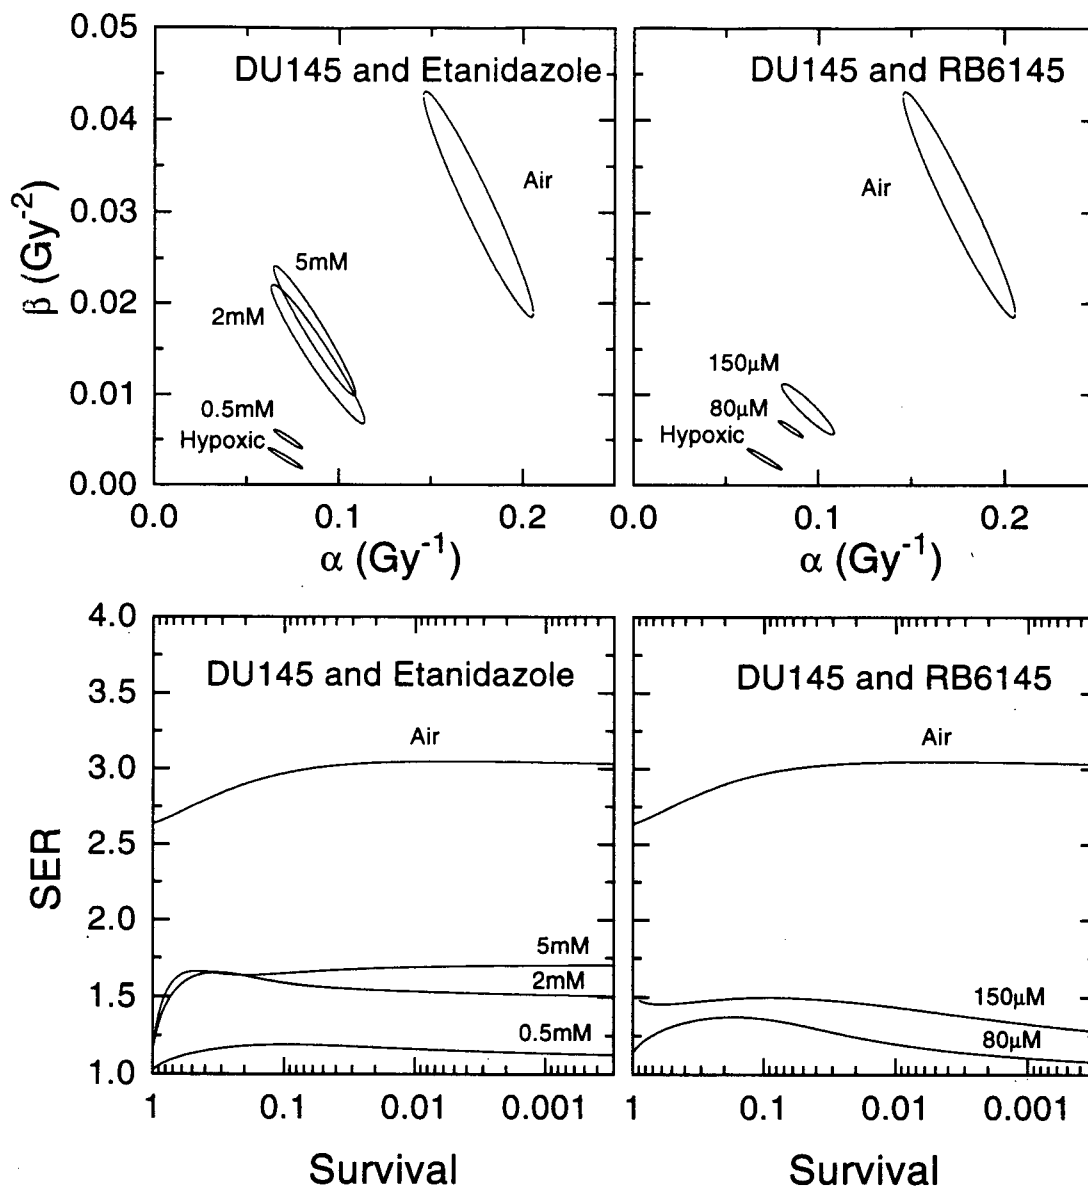 DU145 and Etanidazole
DU145 and RB6145
0.05
0.04
0.03
0.02
0.01
0.00
β (Gy⁻²)
Air
5mM
2mM
0.5mM
Hypoxic
0.0
0.1
0.2
α (Gy⁻¹)
Air
150μM
80μM
Hypoxic
0.0
0.1
0.2
α (Gy⁻¹)
4.0
3.5
3.0
2.5
2.0
1.5
1.0
SER
DU145 and Etanidazole
Air
5mM
2mM
0.5mM
1
0.1
0.01
0.001
Survival
DU145 and RB6145
Air
150μM
80μM
1
0.1
0.01
0.001
Survival